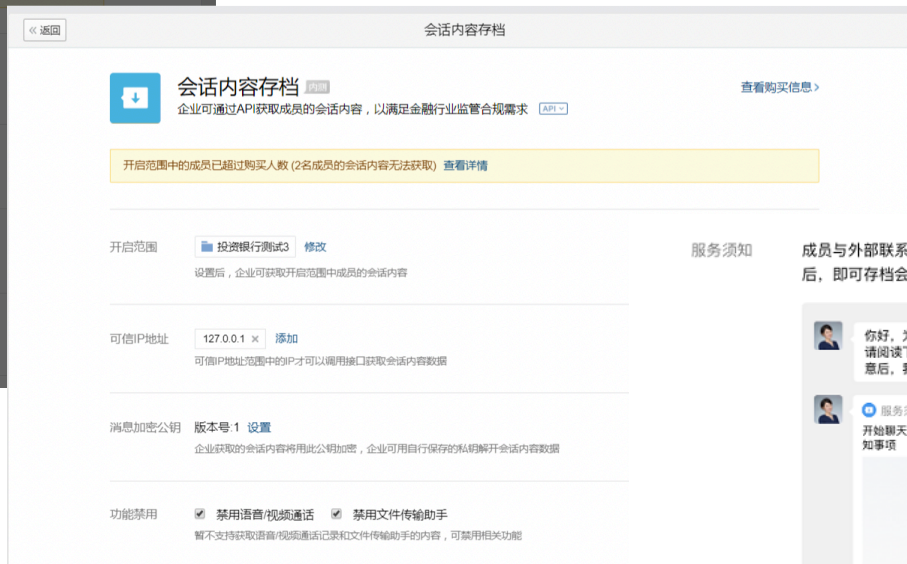 返回
会话内容存档
会话内容存档 内测
查看购买信息
企业可通过API获取成员的会话内容，以满足金融行业监管合规需求 API
开启范围中的成员已超过购买人数 (2名成员的会话内容无法获取) 查看详情
开启范围 投资银行测试3 修改
设置后，企业可获取开启范围中成员的会话内容
可信IP地址 127.0.0.1 × 添加
可信IP地址范围中的IP才可以调用接口获取会话内容数据
消息加密公钥 版本号:1 设置
企业获取的会话内容将用此公钥加密，企业可用自行保存的私钥解开会话内容数据
功能禁用 禁用语音/视频通话 禁用文件传输助手
暂不支持获取语音/视频通话记录和文件传输助手的内容，可禁用相关功能
服务须知 成员与外部联系
后，即可存档会
你好，
请阅读
意后，
服务
开始聊天
知事项